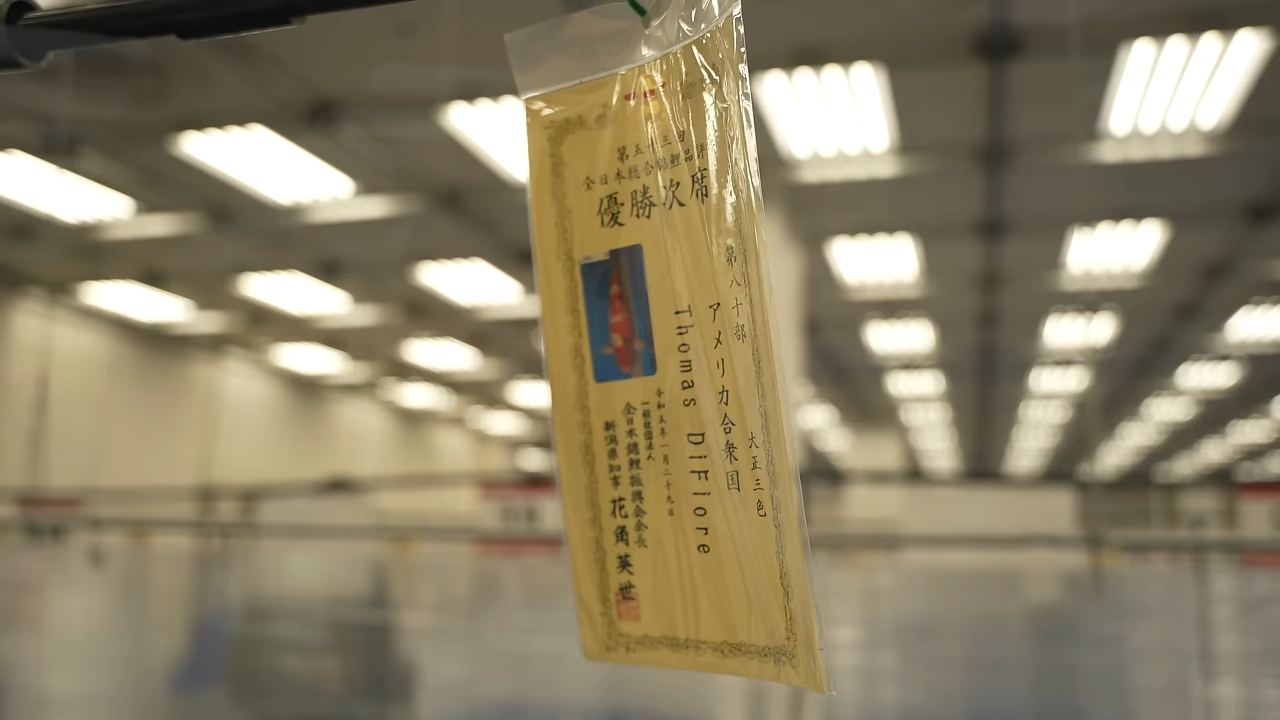 第五十三回
全日本総合錦鯉品評
優勝次席
第八十部
大正三色
アメリカ合衆国
Thomas DiFiore
令和五年一月二十九日
一般社団法人
全日本錦鯉振興会会長
新潟県知事 花角英世